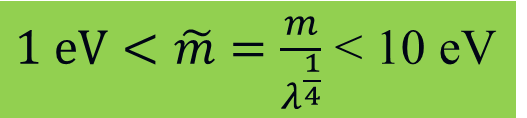 1 eV < m̃ = m / λ^(1/4) < 10 eV